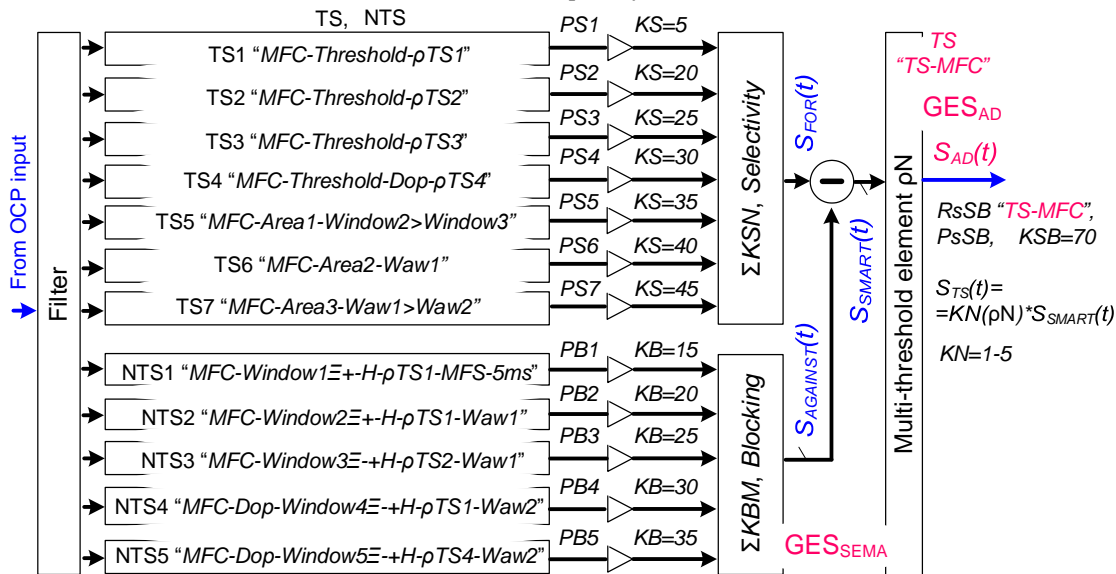 TS, NTS
From OCP input
Filter
TS1 “MFC-Threshold-ρTS1”
PS1
KS=5
TS2 “MFC-Threshold-ρTS2”
PS2
KS=20
TS3 “MFC-Threshold-ρTS3”
PS3
KS=25
TS4 “MFC-Threshold-Dop-ρTS4”
PS4
KS=30
TS5 “MFC-Area1-Window2>Window3”
PS5
KS=35
TS6 “MFC-Area2-Waw1”
PS6
KS=40
TS7 “MFC-Area3-Waw1>Waw2”
PS7
KS=45
NTS1 “MFC-Window1Ξ+-H-ρTS1-MFS-5ms”
PB1
KB=15
NTS2 “MFC-Window2Ξ+-H-ρTS1-Waw1”
PB2
KB=20
NTS3 “MFC-Window3Ξ-+H-ρTS2-Waw1”
PB3
KB=25
NTS4 “MFC-Dop-Window4Ξ-+H-ρTS1-Waw2”
PB4
KB=30
NTS5 “MFC-Dop-Window5Ξ-+H-ρTS4-Waw2”
PB5
KB=35
ΣKSN, Selectivity
ΣKBM, Blocking
SFOR(t)
SAGAINST(t)
SSMART(t)
GESSEMA
Multi-threshold element ρN
TS
“TS-MFC”
GESAD
SAD(t)
RsSB “TS-MFC”,
PsSB, KSB=70
STS(t)=
=KN(ρN)*SSMART(t)
KN=1-5